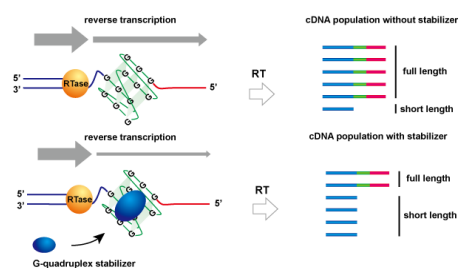 reverse transcription
cDNA population without stabilizer
G
G
G
G
G
G
G
G
5'
3'
RTase
5'
RT
full length
short length
reverse transcription
cDNA population with stabilizer
G
G
G
G
G
G
G
5'
3'
RTase
5'
RT
full length
short length
G-quadruplex stabilizer